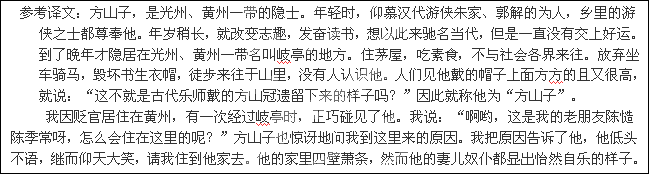 参考译文：方山子，是光州、黄州一带的隐士。年轻时，仰慕汉代游侠朱家、郭解的为人，乡里的游
侠之士都尊奉他。年岁稍长，就改变志趣，发奋读书，想以此来驰名当代，但是一直没有交上好运。
到了晚年才隐居在光州、黄州一带名叫岐亭的地方。住茅屋，吃素食，不与社会各界来往。放弃坐
车骑马，毁坏书生衣帽，徒步来往于山里，没有人认识他。人们见他戴的帽子上面方方的且又很高，
就说：“这不就是古代乐师戴的方山冠遗留下来的样子吗？”因此就称他为“方山子”。
我因贬官居住在黄州，有一次经过岐亭时，正巧碰见了他。我说：“啊哟，这是我的老朋友陈慥
陈季常呀，怎么会住在这里的呢？”方山子也惊讶地问我到这里来的原因。我把原因告诉了他，他低头
不语，继而仰天大笑，请我住到他家去。他的家里四壁萧条，然而他的妻儿奴仆都显出怡然自乐的样子。